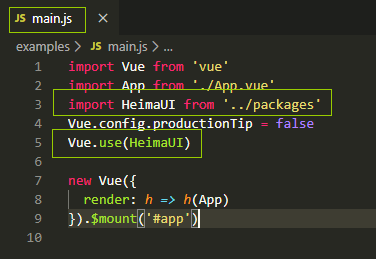 JS main.js ×
examples > JS main.js > ...
1 import Vue from 'vue'
2 import App from './App.vue'
3 import HeimaUI from '../packages'
4 Vue.config.productionTip = false
5 Vue.use(HeimaUI)
6
7 new Vue({
8   render: h => h(App)
9 }).$mount('#app')
10